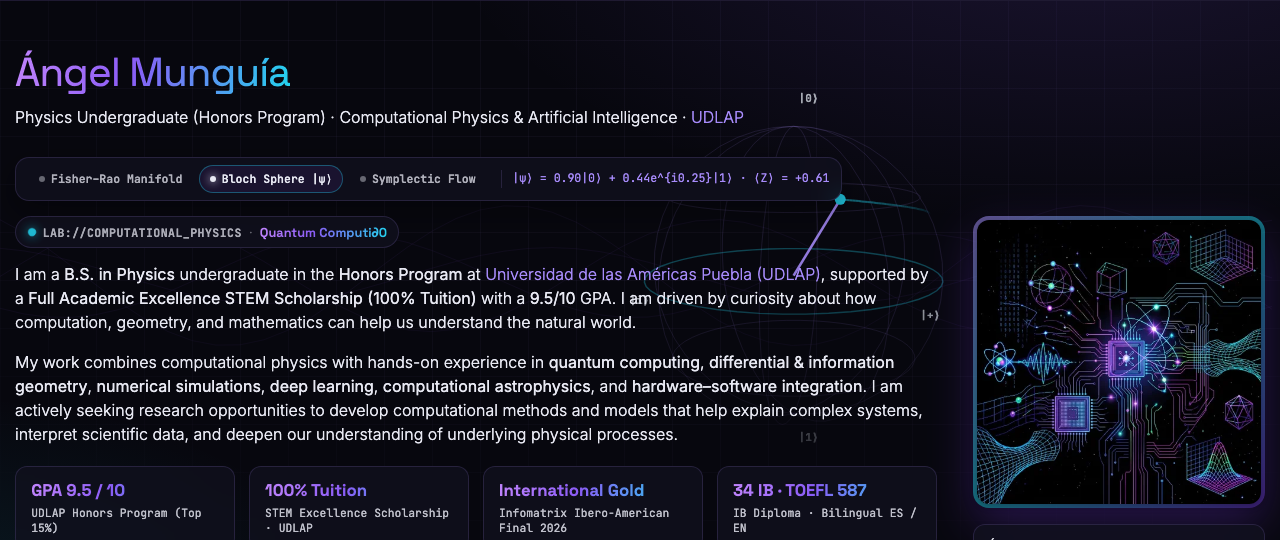 Ángel Munguía
Physics Undergraduate (Honors Program) · Computational Physics & Artificial Intelligence · UDLAP
|0⟩
Fisher-Rao Manifold
Bloch Sphere |ψ⟩
Symplectic Flow
|ψ⟩ = 0.90|0⟩ + 0.44e^{i0.25}|1⟩ · ⟨Z⟩ = +0.61
LAB://COMPUTATIONAL_PHYSICS · Quantum Computi∂0
I am a B.S. in Physics undergraduate in the Honors Program at Universidad de las Américas Puebla (UDLAP), supported by
a Full Academic Excellence STEM Scholarship (100% Tuition) with a 9.5/10 GPA. I am driven by curiosity about how
computation, geometry, and mathematics can help us understand the natural world.
|+⟩
My work combines computational physics with hands-on experience in quantum computing, differential & information
geometry, numerical simulations, deep learning, computational astrophysics, and hardware–software integration. I am
actively seeking research opportunities to develop computational methods and models that help explain complex systems,
interpret scientific data, and deepen our understanding of underlying physical processes.
|1⟩
GPA 9.5 / 10
UDLAP Honors Program (Top
15%)
100% Tuition
STEM Excellence Scholarship
· UDLAP
International Gold
Infomatrix Ibero-American
Final 2026
34 IB · TOEFL 587
IB Diploma · Bilingual ES /
EN